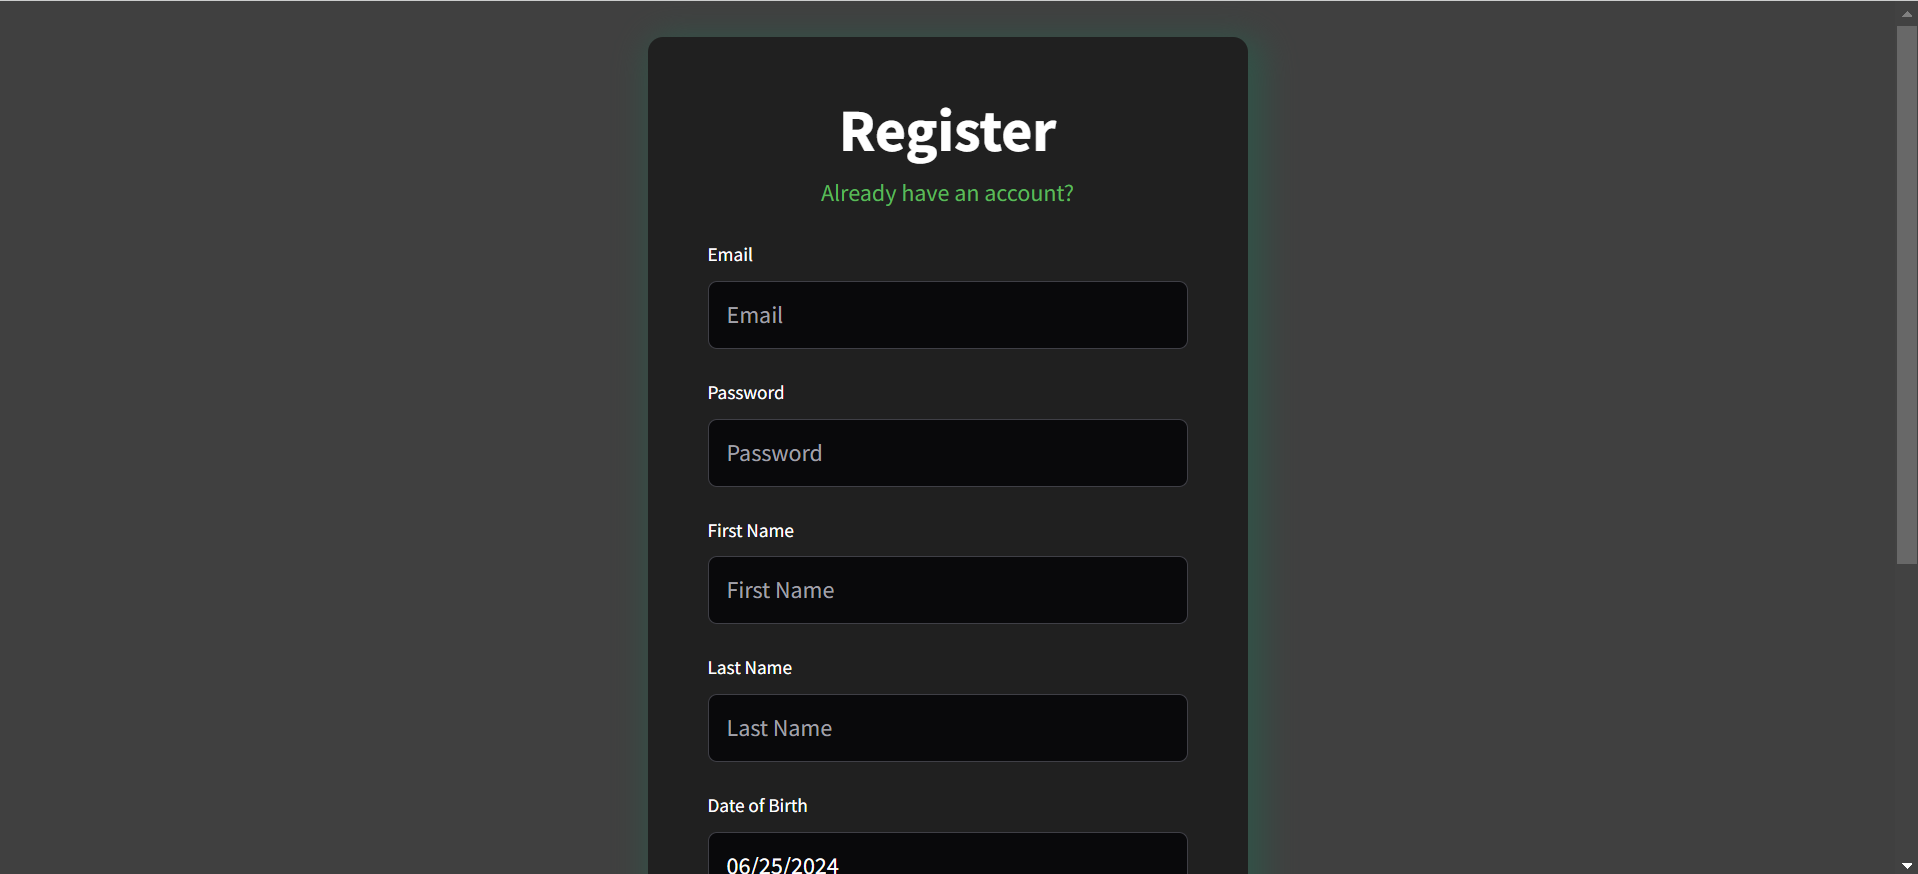 Register
Already have an account?
Email
Email
Password
Password
First Name
First Name
Last Name
Last Name
Date of Birth
06/25/2024